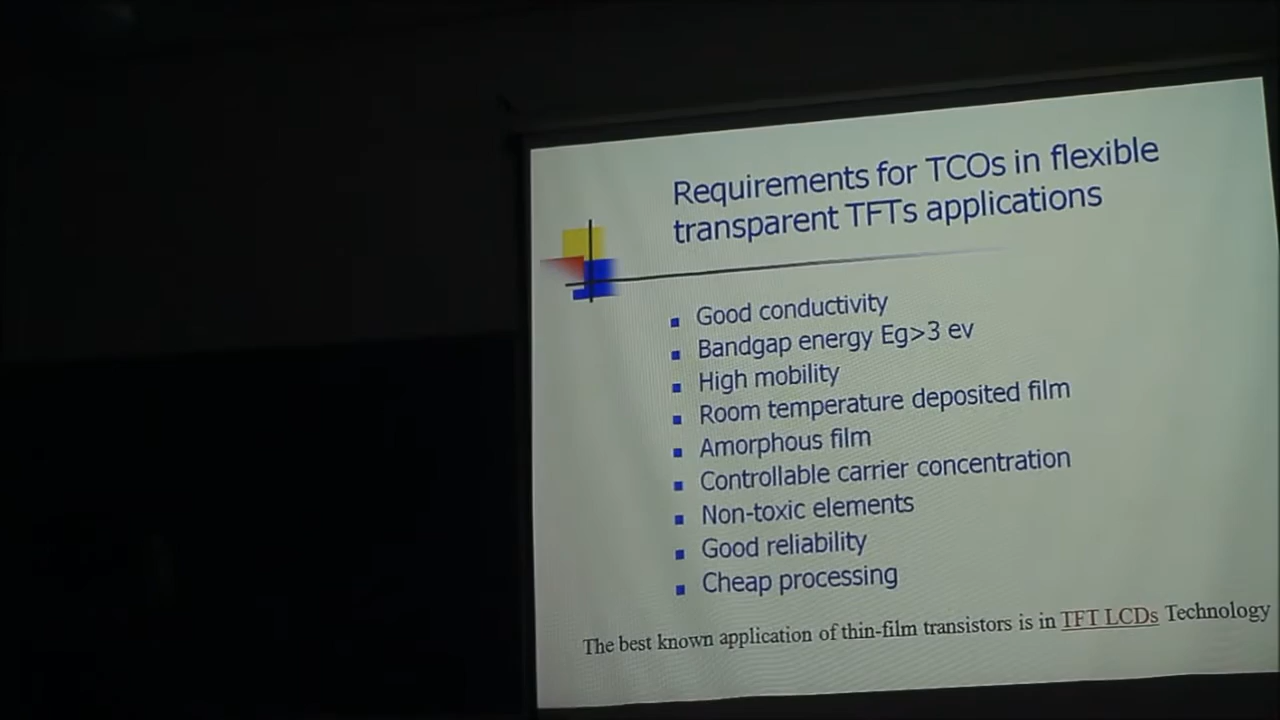 Requirements for TCOs in flexible
transparent TFTs applications
Good conductivity
Bandgap energy Eg>3 ev
High mobility
Room temperature deposited film
Amorphous film
Controllable carrier concentration
Non-toxic elements
Good reliability
Cheap processing
The best known application of thin-film transistors is in TFT LCDs Technology